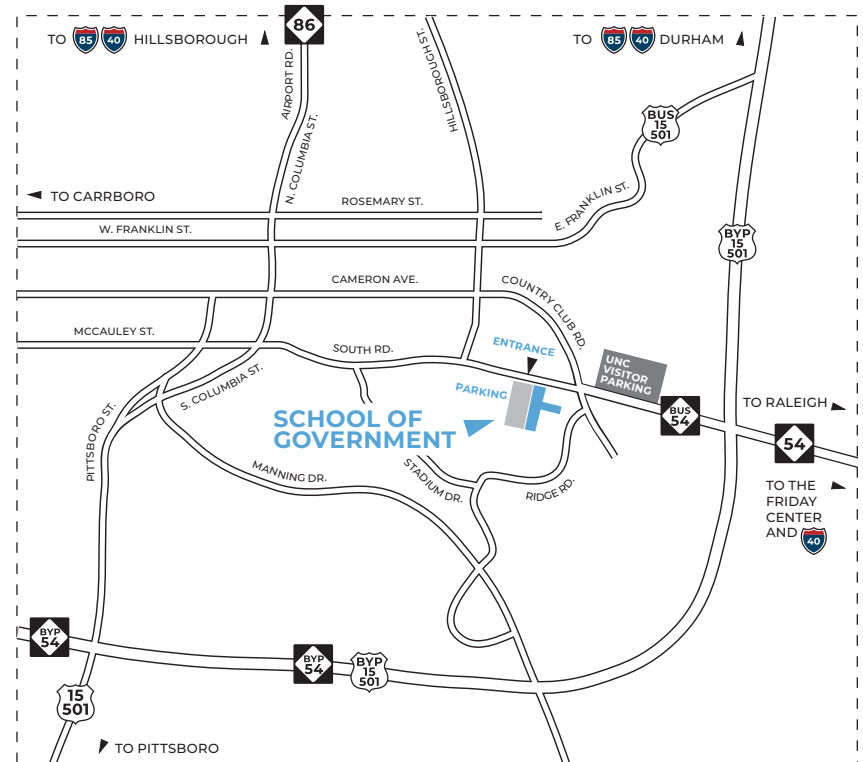 86
TO 85 40 HILLSBOROUGH
TO 85 40 DURHAM
AIRPORT RD.
HILLSBOROUGH ST.
BUS 15 501
N. COLUMBIA ST.
TO CARRBORO
ROSEMARY ST.
E. FRANKLIN ST.
W. FRANKLIN ST.
BYP 15 501
CAMERON AVE.
COUNTRY CLUB RD.
MCCAULEY ST.
SOUTH RD.
ENTRANCE
UNC
VISITOR
PARKING
S. COLUMBIA ST.
PARKING
PITTSBORO ST.
SCHOOL OF
GOVERNMENT
BUS 54
TO RALEIGH
54
MANNING DR.
STADIUM DR.
RIDGE RD.
TO THE
FRIDAY
CENTER
AND 40
BYP 54
BYP 54
BYP 15 501
15 501
TO PITTSBORO